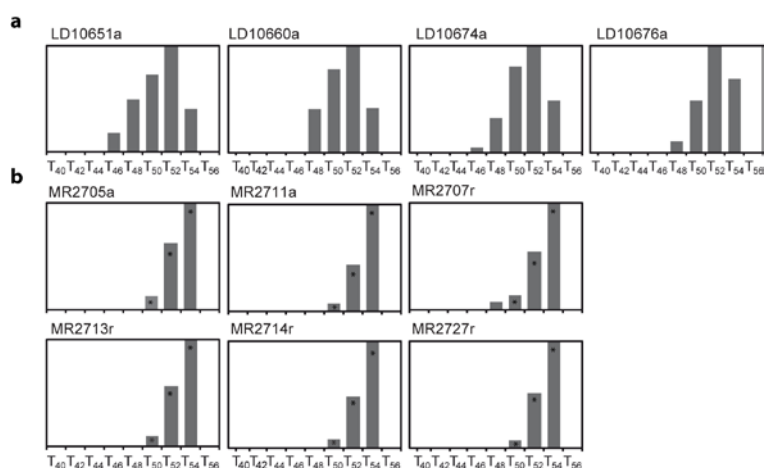 a
LD10651a LD10660a LD10674a LD10676a
T40 T42 T44 T46 T48 T50 T52 T54 T56 T40 T42 T44 T46 T48 T50 T52 T54 T56 T40 T42 T44 T46 T48 T50 T52 T54 T56 T40 T42 T44 T46 T48 T50 T52 T54 T56
b
MR2705a MR2711a MR2707r
MR2713r MR2714r MR2727r
T40 T42 T44 T46 T48 T50 T52 T54 T56 T40 T42 T44 T46 T48 T50 T52 T54 T56 T40 T42 T44 T46 T48 T50 T52 T54 T56